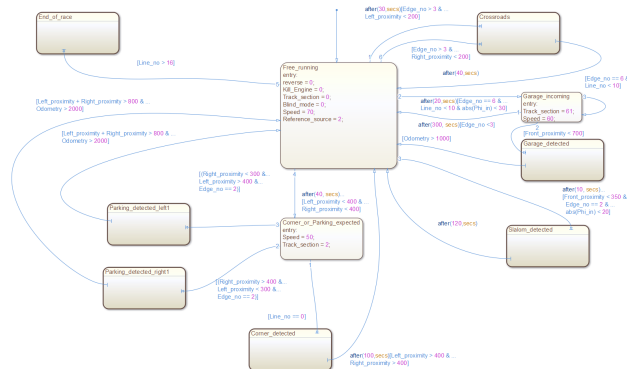 End_of_race
after(30,secs)[Edge_no > 3 & ...
Left_proximity < 200]
Crossroads
[Line_no > 16]
[Edge_no > 3 & ...
Right_proximity < 200]
Free_running
entry:
reverse = 0;
Kill_Engine = 0;
Track_section = 0;
Blind_mode = 0;
Speed = 70;
Reference_source = 2;
after(40,secs)
[Edge_no == 6 &
Line_no < 10]
after(20,secs)[Edge_no == 6 & ...
Line_no < 10 & abs(Phi_in) < 30]
Garage_incoming
entry:
Track_section = 61;
Speed = 60;
[Left_proximity + Right_proximity > 800 & ...
Odometry > 2000]
after(300, secs)[Edge_no <3]
[Left_proximity + Right_proximity > 800 & ...
Odometry > 2000]
[Odometry > 1000]
[Front_proximity < 700]
Garage_detected
[(Right_proximity < 300 & ...
Left_proximity > 400 & ...
Edge_no == 2)]
after(40, secs)...
[Left_proximity < 400 & ...
Right_proximity < 400]
after(10, secs)...
[Front_proximity < 350 & ...
Edge_no == 2 & ...
abs(Phi_in) < 20]
Parking_detected_left1
Corner_or_Parking_expected
entry:
Speed = 50;
Track_section = 2;
after(120,secs)
Slalom_detected
Parking_detected_right1
[(Right_proximity > 400 & ...
Left_proximity < 300 & ...
Edge_no == 2)]
[Line_no == 0]
Corner_detected
after(100,secs)[Left_proximity > 400 & ...
Right_proximity > 400]